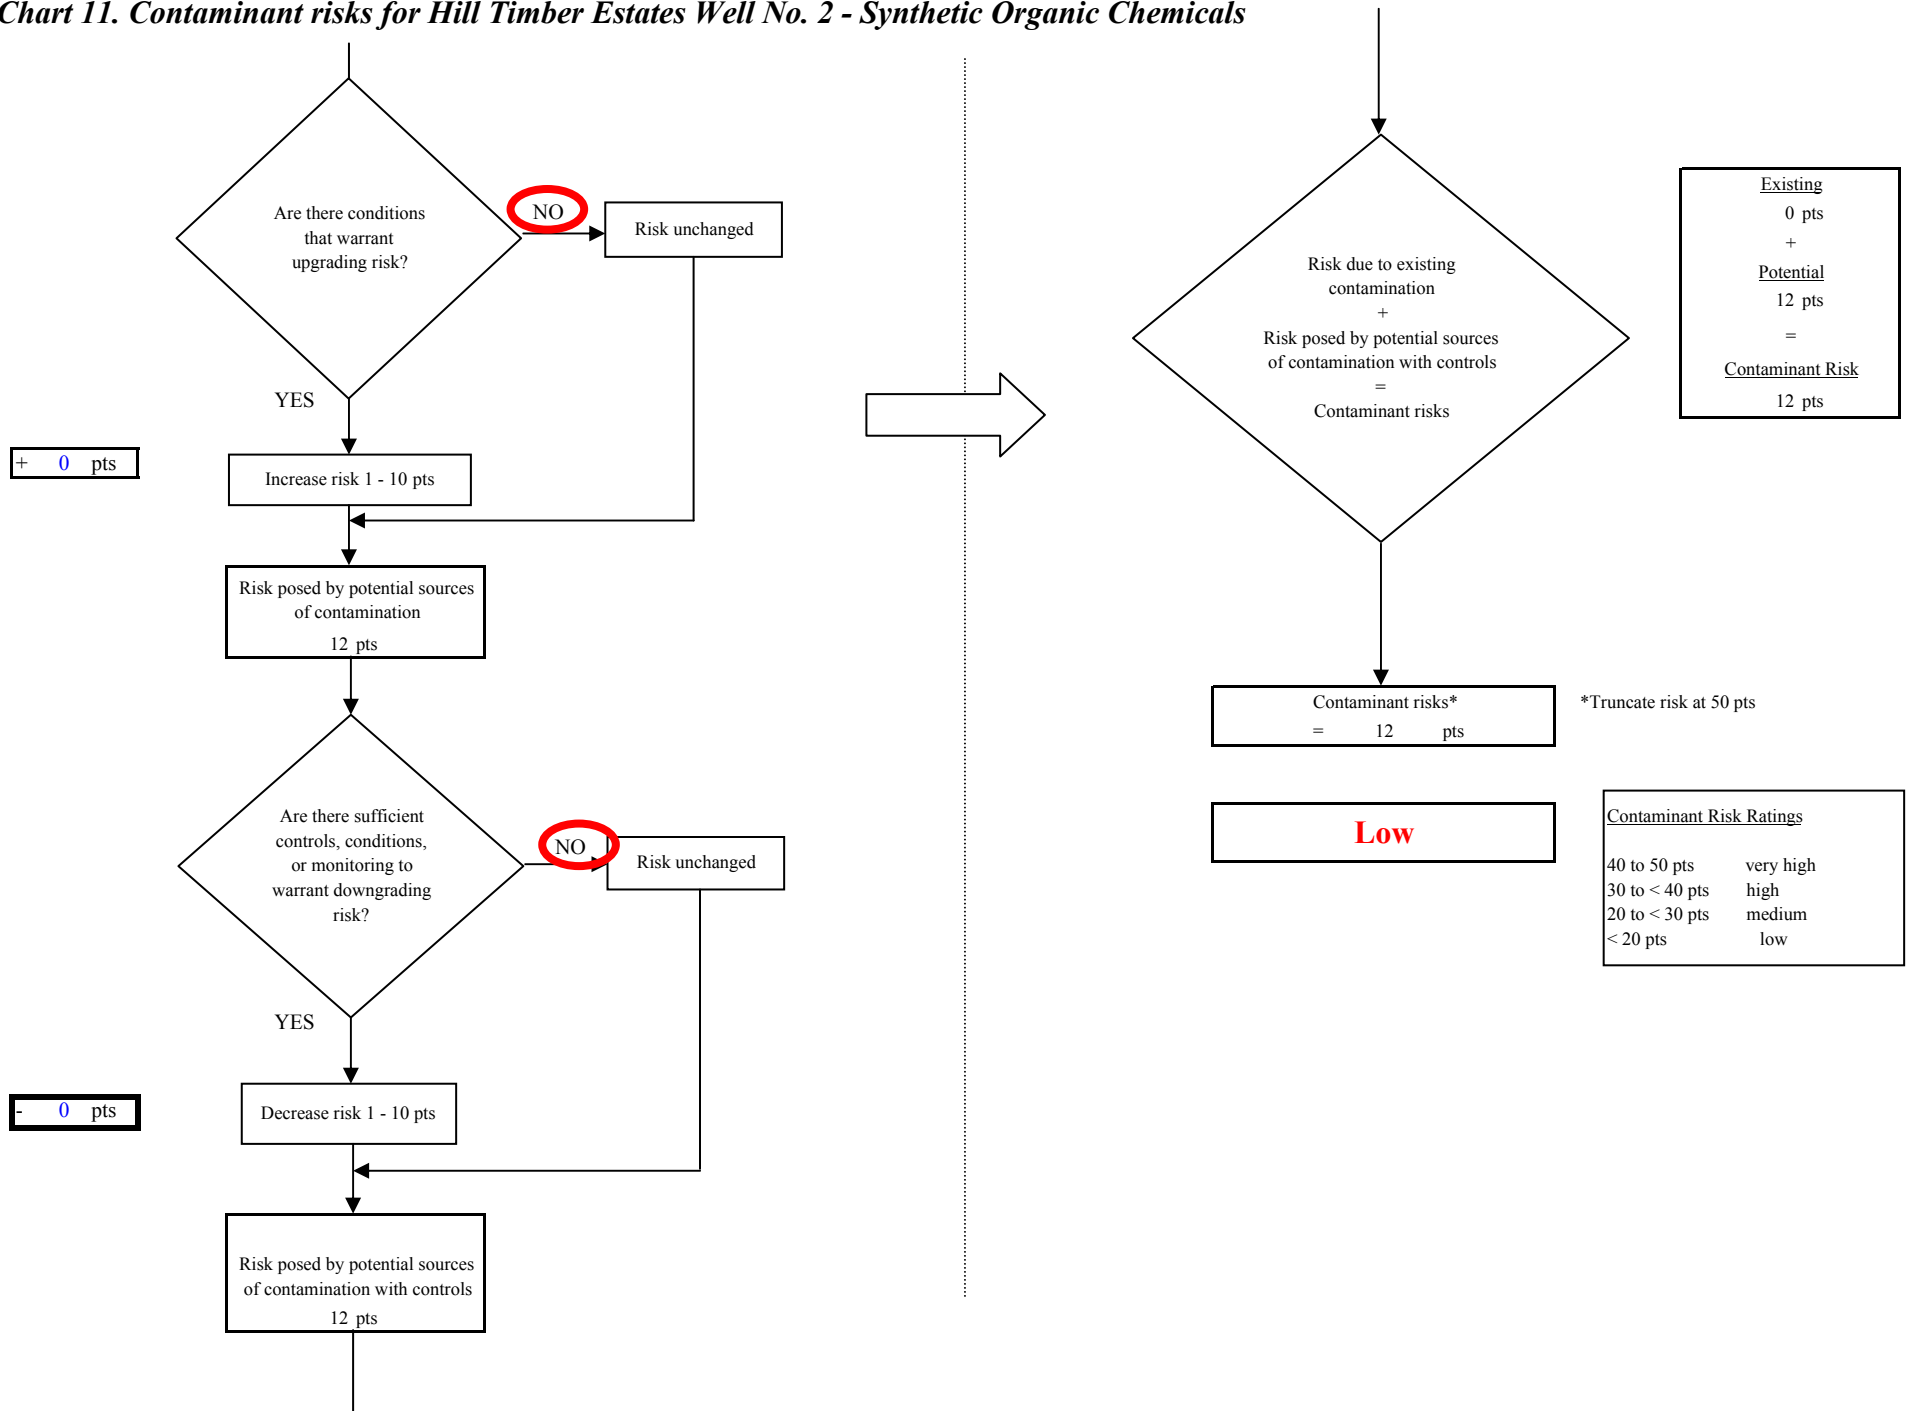 Chart 11. Contaminant risks for Hill Timber Estates Well No. 2 - Synthetic Organic Chemicals
Are there conditions
that warrant
upgrading risk?
NO
Risk unchanged
YES
+ 0 pts
Increase risk 1 - 10 pts
Risk posed by potential sources
of contamination
12 pts
Are there sufficient
controls, conditions,
or monitoring to
warrant downgrading
risk?
NO
Risk unchanged
YES
- 0 pts
Decrease risk 1 - 10 pts
Risk posed by potential sources
of contamination with controls
12 pts
Risk due to existing
contamination
+
Risk posed by potential sources
of contamination with controls
=
Contaminant risks
Existing
0 pts
+
Potential
12 pts
=
Contaminant Risk
12 pts
Contaminant risks*
= 12 pts
*Truncate risk at 50 pts
Low
Contaminant Risk Ratings
40 to 50 pts very high
30 to < 40 pts high
20 to < 30 pts medium
< 20 pts low